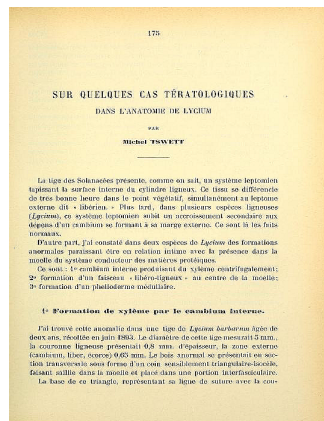 175
SUR QUELQUES CAS TÉRATOLOGIQUES
DANS L'ANATOMIE DE LYCIUM
PAR
Michel TSWETT
La tige des Solanacées présente, comme on sait, un système leptomien
tapissant la surface interne du cylindre ligneux. Ce tissu se différencie
de très bonne heure dans le point végétatif, simultanément au leptome
externe dit « libérien. » Plus tard, dans plusieurs espèces ligneuses
(Lycium), ce système leptomien subit un accroissement secondaire aux
dépens d'un cambium se formant à sa marge externe. Ce sont là les faits
normaux.
D'autre part, j'ai constaté dans deux espèces de Lycium des formations
anormales paraissant être en relation intime avec la présence dans la
moelle du système conducteur des matières protéiques.
Ce sont : 1º cambium interne produisant du xylème centrifugalement;
2º formation d'un faisceau « libéro-ligneux » au centre de la moelle;
3º formation d'un phelloderme médullaire.
1º Formation de xylème par le cambium interne.
J'ai trouvé cette anomalie dans une tige de Lycium barbarum âgée de
deux ans, récoltée en juin 1893. Le diamètre de cette tige mesurait 5 mm.,
la couronne ligneuse présentait 0,8 mm. d'épaisseur, la zone externe
(cambium, liber, écorce) 0,65 mm. Le bois anormal se présentait en sec-
tion transversale sous forme d'un coin sensiblement triangulaire-isocèle,
faisant saillie dans la moelle et placé dans une portion interfasciculaire.
La base de ce triangle, représentant sa ligne de suture avec la cou-